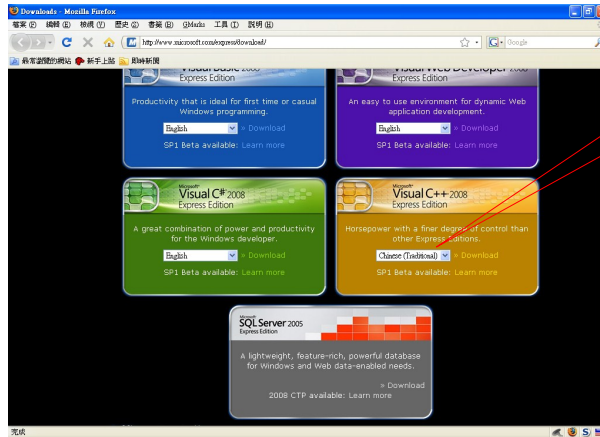 Downloads - Mozilla Firefox
檔案(F) 編輯(E) 檢視(V) 歷史(S) 書籤(B) GMarks 工具(T) 說明(H)
http://www.microsoft.com/express/download/
Google
最常瀏覽的網站 新手上路 即時新聞
Express Edition
Productivity that is ideal for first time or casual
Windows programming.
English » Download
SP1 Beta available: Learn more
Visual Web Developer 2008
Express Edition
An easy to use environment for dynamic Web
application development.
English » Download
SP1 Beta available: Learn more
Microsoft
Visual C# 2008
Express Edition
A great combination of power and productivity
for the Windows developer.
English » Download
SP1 Beta available: Learn more
Microsoft
Visual C++ 2008
Express Edition
Horsepower with a finer degree of control than
other Express Editions.
Chinese (Traditional) » Download
SP1 Beta available: Learn more
Microsoft
SQL Server 2005
Express Edition
A lightweight, feature-rich, powerful database
for Windows and Web data-enabled needs.
» Download
2008 CTP available: Learn more
完成